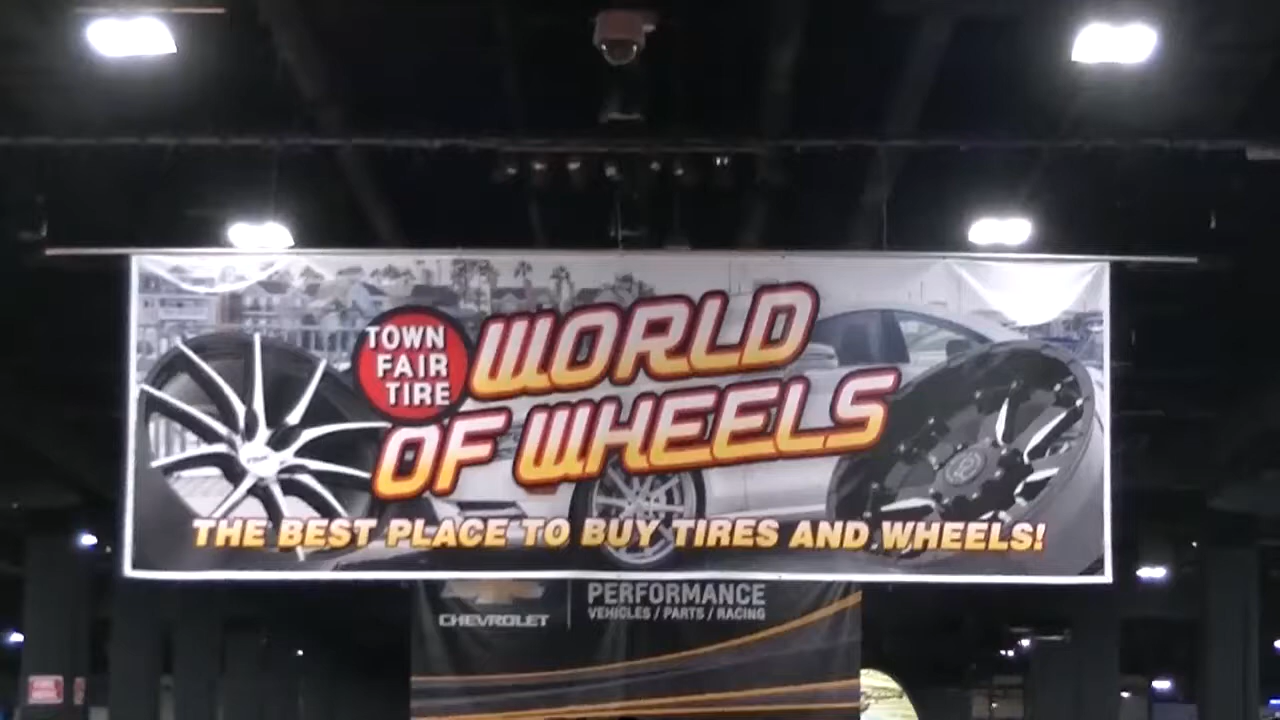 TOWN
FAIR
TIRE
WORLD
OF WHEELS
THE BEST PLACE TO BUY TIRES AND WHEELS!
CHEVROLET
PERFORMANCE
VEHICLES / PARTS / RACING